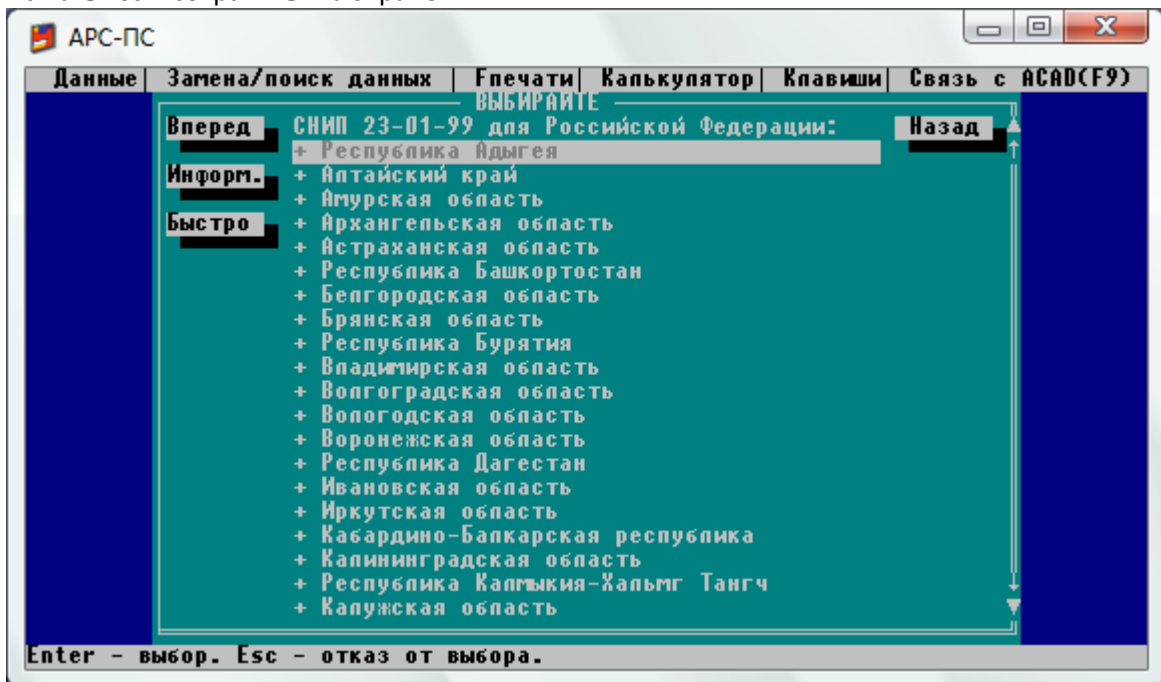 АРС-ПС
Данные| Замена/поиск данных | Fпечати| Калькулятор| Клавиши| Связь с ACAD(F9)
ВЫБИРАЙТЕ
Вперед СНИП 23-01-99 для Российской Федерации: Назад
+ Республика Адыгея
Информ. + Алтайский край
+ Амурская область
Быстро + Архангельская область
+ Астраханская область
+ Республика Башкортостан
+ Белгородская область
+ Брянская область
+ Республика Бурятия
+ Владимирская область
+ Волгоградская область
+ Вологодская область
+ Воронежская область
+ Республика Дагестан
+ Ивановская область
+ Иркутская область
+ Кабардино-Балкарская республика
+ Калининградская область
+ Республика Калмыкия-Хальмг Тангч
+ Калужская область
Enter - выбор. Esc - отказ от выбора.